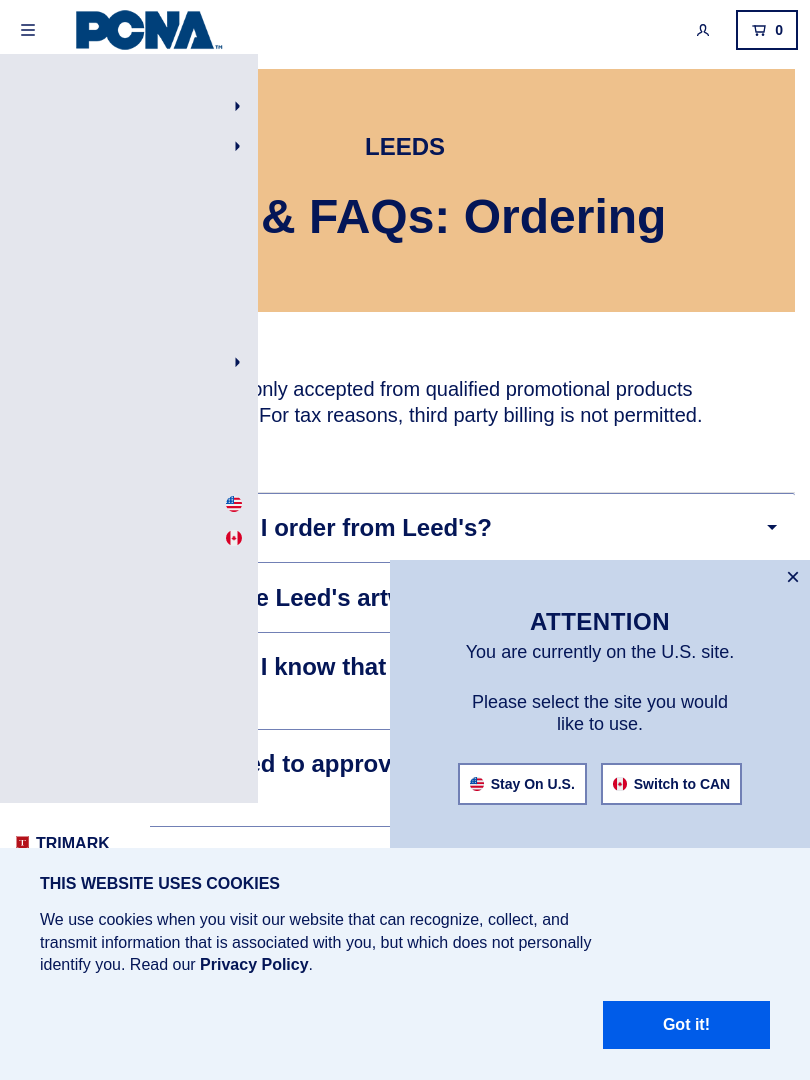 PCNA™
0
LEEDS
& FAQs: Ordering
only accepted from qualified promotional products
For tax reasons, third party billing is not permitted.
I order from Leed's?
e Leed's
I know that
ed to approv
×
ATTENTION
You are currently on the U.S. site.
Please select the site you would
like to use.
Stay On U.S.
Switch to CAN
T TRIMARK
THIS WEBSITE USES COOKIES
We use cookies when you visit our website that can recognize, collect, and
transmit information that is associated with you, but which does not personally
identify you. Read our Privacy Policy.
Got it!